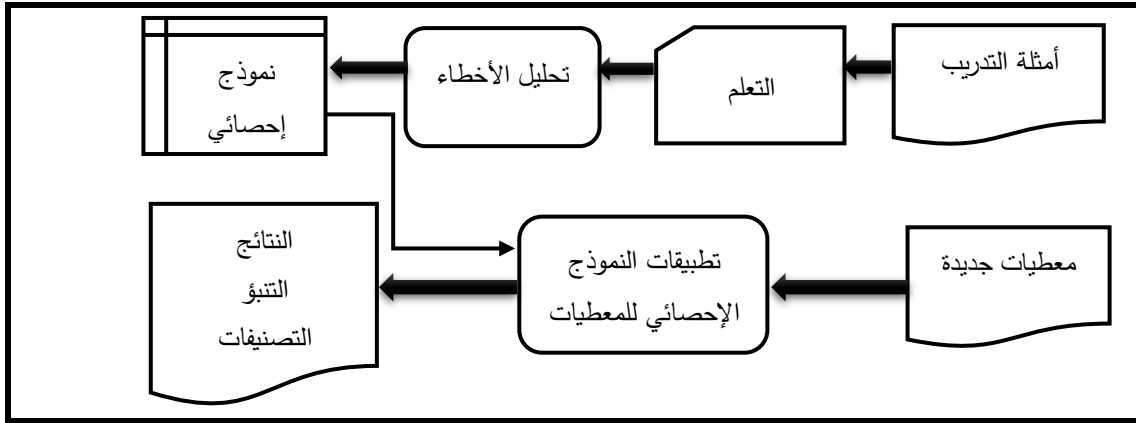 أمثلة التدريب
التعلم
تحليل الأخطاء
نموذج
إحصائي
معطيات جديدة
تطبيقات النموذج
الإحصائي للمعطيات
النتائج
التنبؤ
التصنيفات